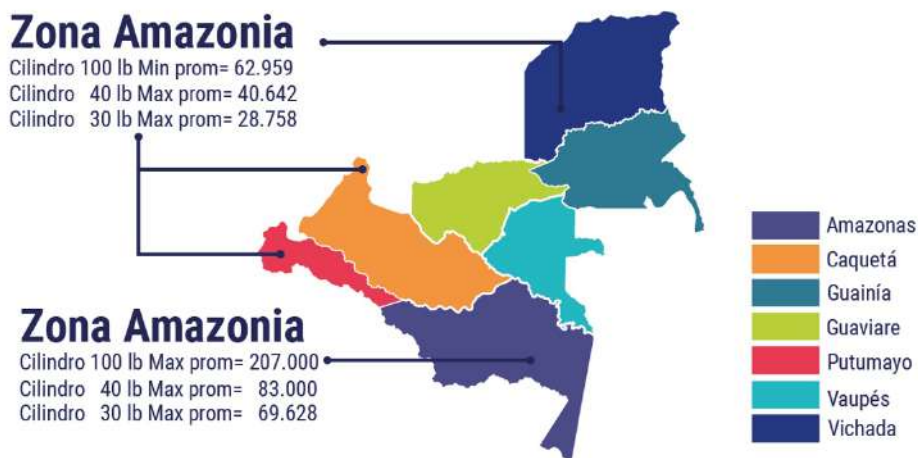 Zona Amazonia
Cilindro 100 lb Min prom= 62.959
Cilindro 40 lb Max prom= 40.642
Cilindro 30 lb Max prom= 28.758
Zona Amazonia
Cilindro 100 lb Max prom= 207.000
Cilindro 40 lb Max prom= 83.000
Cilindro 30 lb Max prom= 69.628
Amazonas
Caquetá
Guainía
Guaviare
Putumayo
Vaupés
Vichada